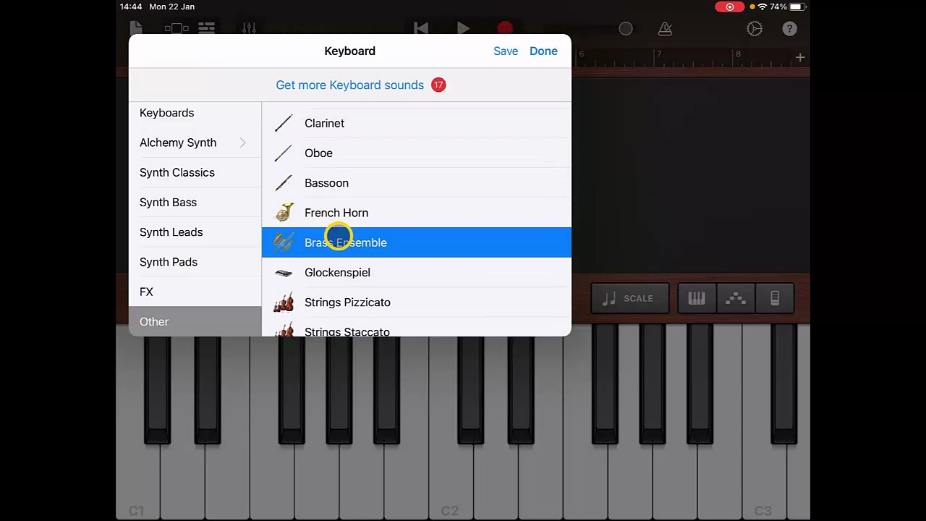 14:44 Mon 22 Jan
74%
Keyboard
Save
Done
Get more Keyboard sounds 17
Keyboards
Alchemy Synth
Synth Classics
Synth Bass
Synth Leads
Synth Pads
FX
Other
Clarinet
Oboe
Bassoon
French Horn
Brass Ensemble
Glockenspiel
Strings Pizzicato
Strings Staccato
6
7
8
+
?
SCALE
C1
C2
C3